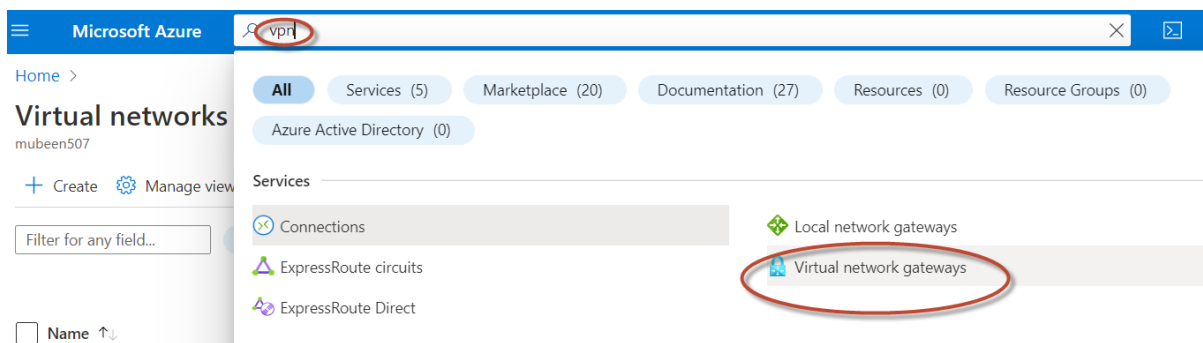 Microsoft Azure
vpn
Home >
Virtual networks
mubeen507
+ Create Manage view
Filter for any field...
Name ↑↓
All Services (5) Marketplace (20) Documentation (27) Resources (0) Resource Groups (0)
Azure Active Directory (0)
Services
Connections
Local network gateways
ExpressRoute circuits
Virtual network gateways
ExpressRoute Direct